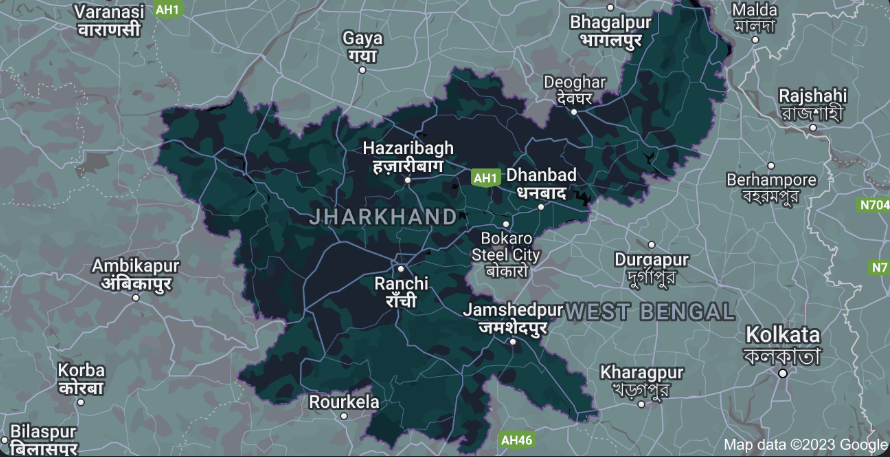 Varanasi
वाराणसी
AH1
Gaya
गया
Bhagalpur
भागलपुर
Malda
মালদা
Deoghar
देवघर
Rajshahi
রাজশাহী
Hazaribagh
हज़ारीबाग
AH1
Dhanbad
धनबाद
Berhampore
বহরমপুর
N704
JHARKHAND
Bokaro
Steel City
बोकारो
Durgapur
দুর্গাপুর
N7
Ambikapur
अंबिकापुर
Ranchi
राँची
Jamshedpur
जमशेदपुर
WEST BENGAL
Kolkata
কলকাতা
Korba
कोरबा
Kharagpur
খড়গপুর
Rourkela
Bilaspur
बिलासपुर
AH46
Map data ©2023 Google